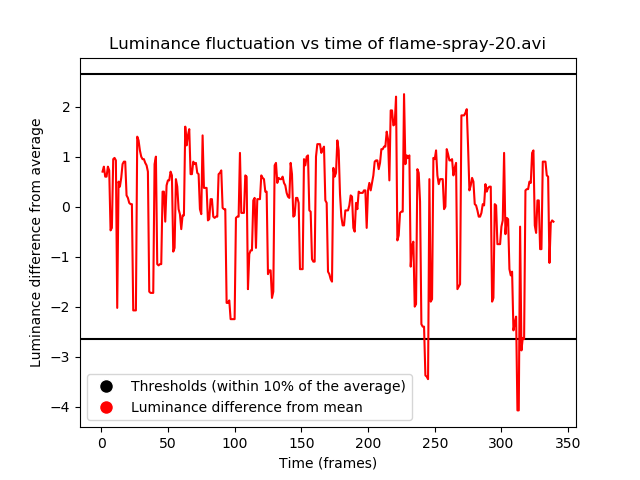 Luminance fluctuation vs time of flame-spray-20.avi
Luminance difference from average
2
1
0
−1
−2
−3
−4
Thresholds (within 10% of the average)
Luminance difference from mean
0 50 100 150 200 250 300 350
Time (frames)